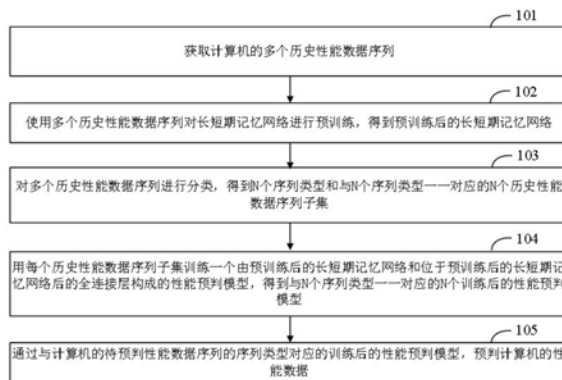 101
获取计算机的多个历史性能数据序列
102
使用多个历史性能数据序列对长短期记忆网络进行预训练，得到预训练后的长短期记忆网络
103
对多个历史性能数据序列进行分类，得到N个序列类型和与N个序列类型一一对应的N个历史性能
数据序列子集
104
用每个历史性能数据序列子集训练一个由预训练后的长短期记忆网络和位于预训练后的长短期记
忆网络后的全连接层构成的性能预判模型，得到与N个序列类型一一对应的N个训练后的性能预判
模型
105
通过与计算机的待预判性能数据序列的序列类型对应的训练后的性能预判模型，预判计算机的性
能数据